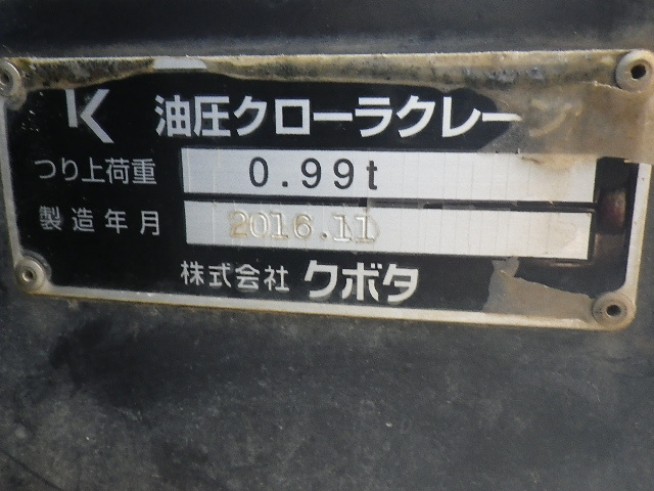 K 油圧クローラクレーン
つり上荷重 0.99t
製造年月 2016.11
株式会社 クボタ